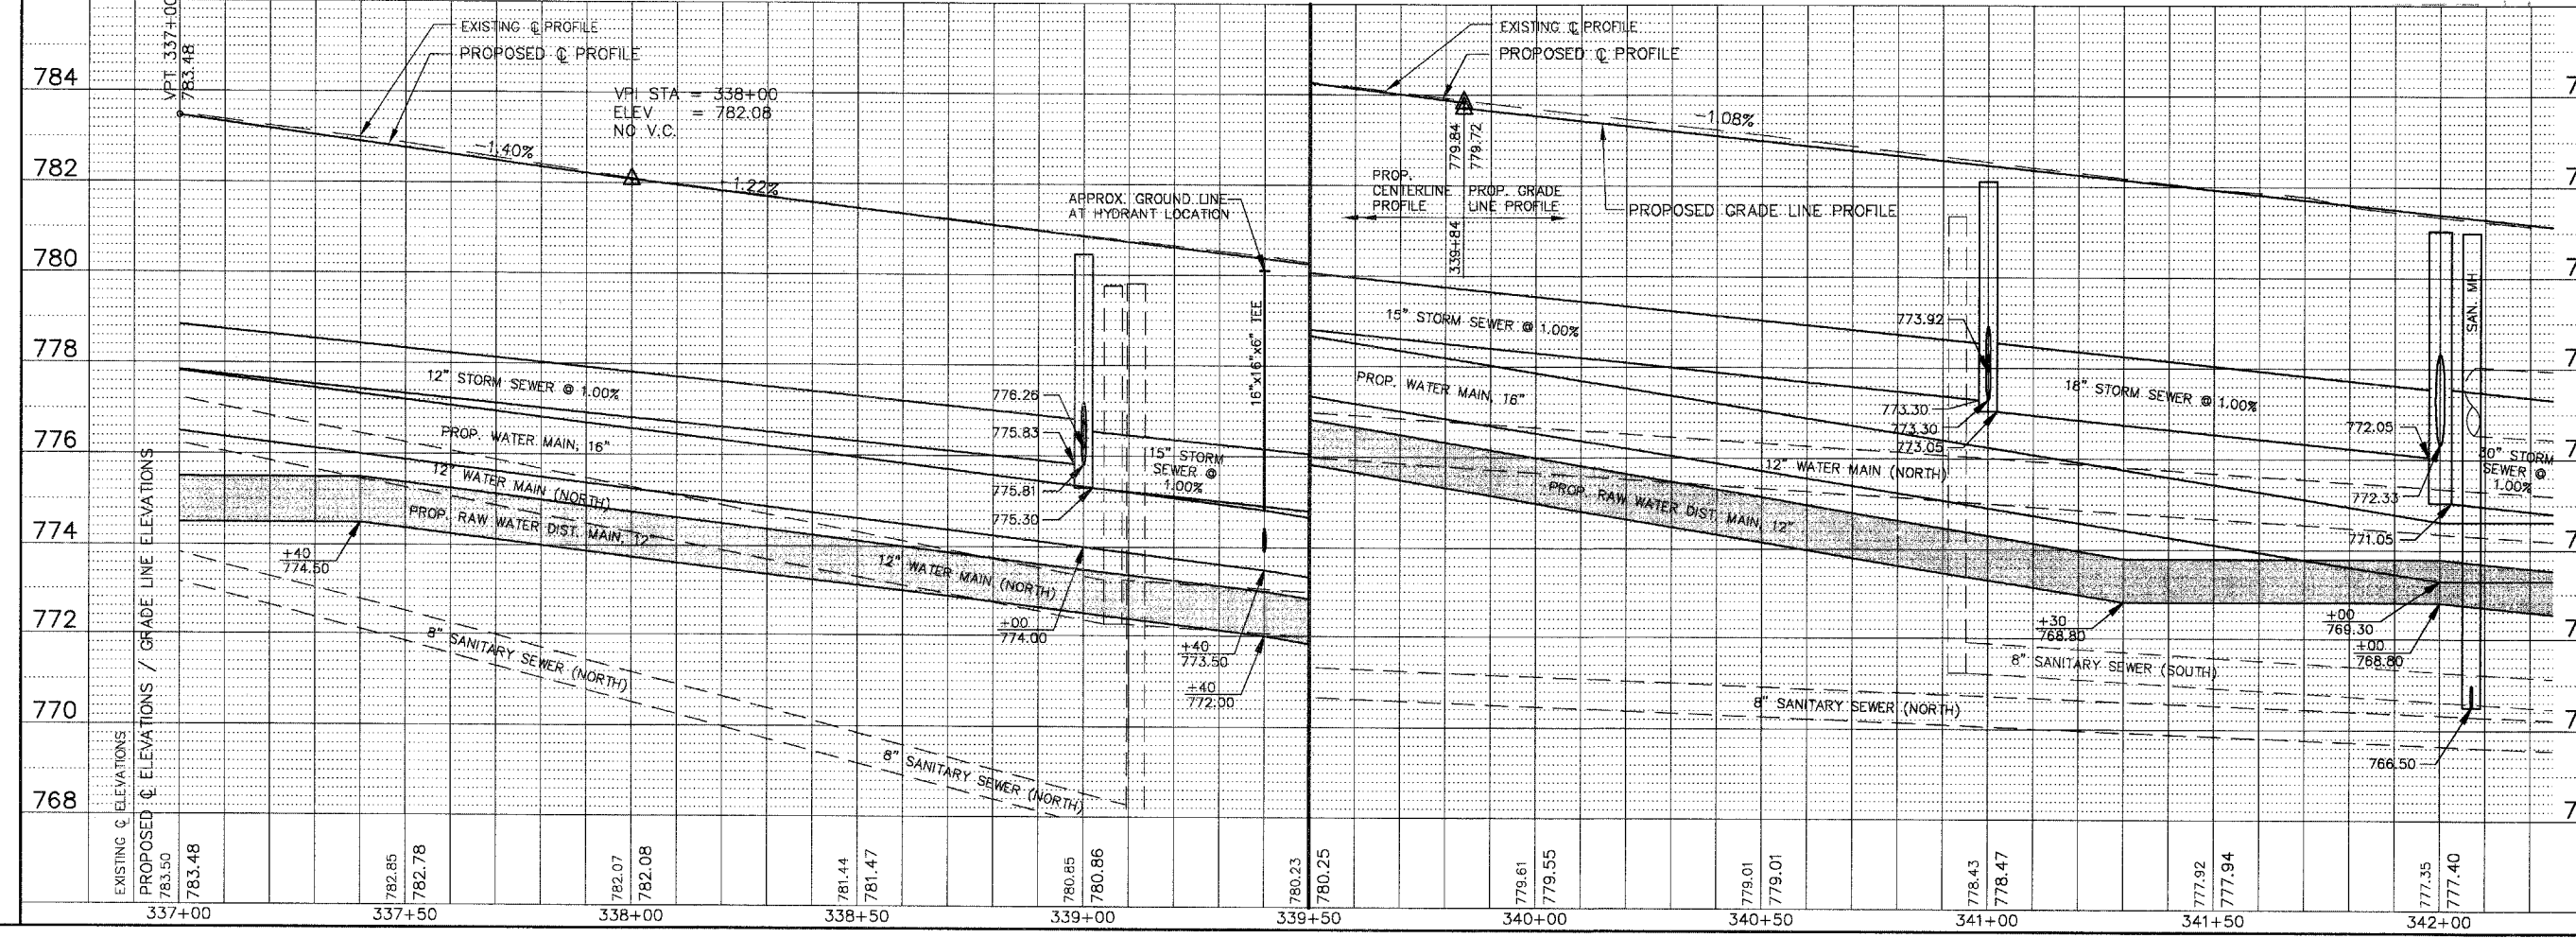 VPT 337+00
783.48
EXISTING ℄ PROFILE
PROPOSED ℄ PROFILE
VPI STA = 338+00
ELEV = 782.08
NO V.C.
-1.40%
-1.22%
APPROX. GROUND LINE
AT HYDRANT LOCATION
16"x16"x6" TEE
EXISTING ℄ PROFILE
PROPOSED ℄ PROFILE
-1.08%
779.84
779.72
PROP.
CENTERLINE
PROFILE
PROP. GRADE
LINE PROFILE
339+84
PROPOSED GRADE LINE PROFILE
784
782
780
778
776
774
772
770
768
12" STORM SEWER @ 1.00%
PROP. WATER MAIN, 16"
12" WATER MAIN (NORTH)
PROP. RAW WATER DIST. MAIN, 12"
+40
774.50
8" SANITARY SEWER (NORTH)
8" SANITARY SEWER (NORTH)
12" WATER MAIN (NORTH)
776.26
775.83
775.81
775.30
15" STORM
SEWER @
1.00%
+00
774.00
+40
773.50
+40
772.00
15" STORM SEWER @ 1.00%
PROP. WATER MAIN, 16"
PROP. RAW WATER DIST. MAIN, 12"
12" WATER MAIN (NORTH)
773.92
773.30
773.30
773.05
18" STORM SEWER @ 1.00%
SAN. MH
772.05
772.33
771.05
30" STORM
SEWER @
1.00%
+30
768.80
+00
769.30
+00
768.80
8" SANITARY SEWER (SOUTH)
8" SANITARY SEWER (NORTH)
766.50
EXISTING ℄ ELEVATIONS
PROPOSED ℄ ELEVATIONS / GRADE LINE ELEVATIONS
783.50
783.48
782.85
782.78
782.07
782.08
781.44
781.47
780.85
780.86
780.23
780.25
779.61
779.55
779.01
779.01
778.43
778.47
777.92
777.94
777.35
777.40
337+00
337+50
338+00
338+50
339+00
339+50
340+00
340+50
341+00
341+50
342+00